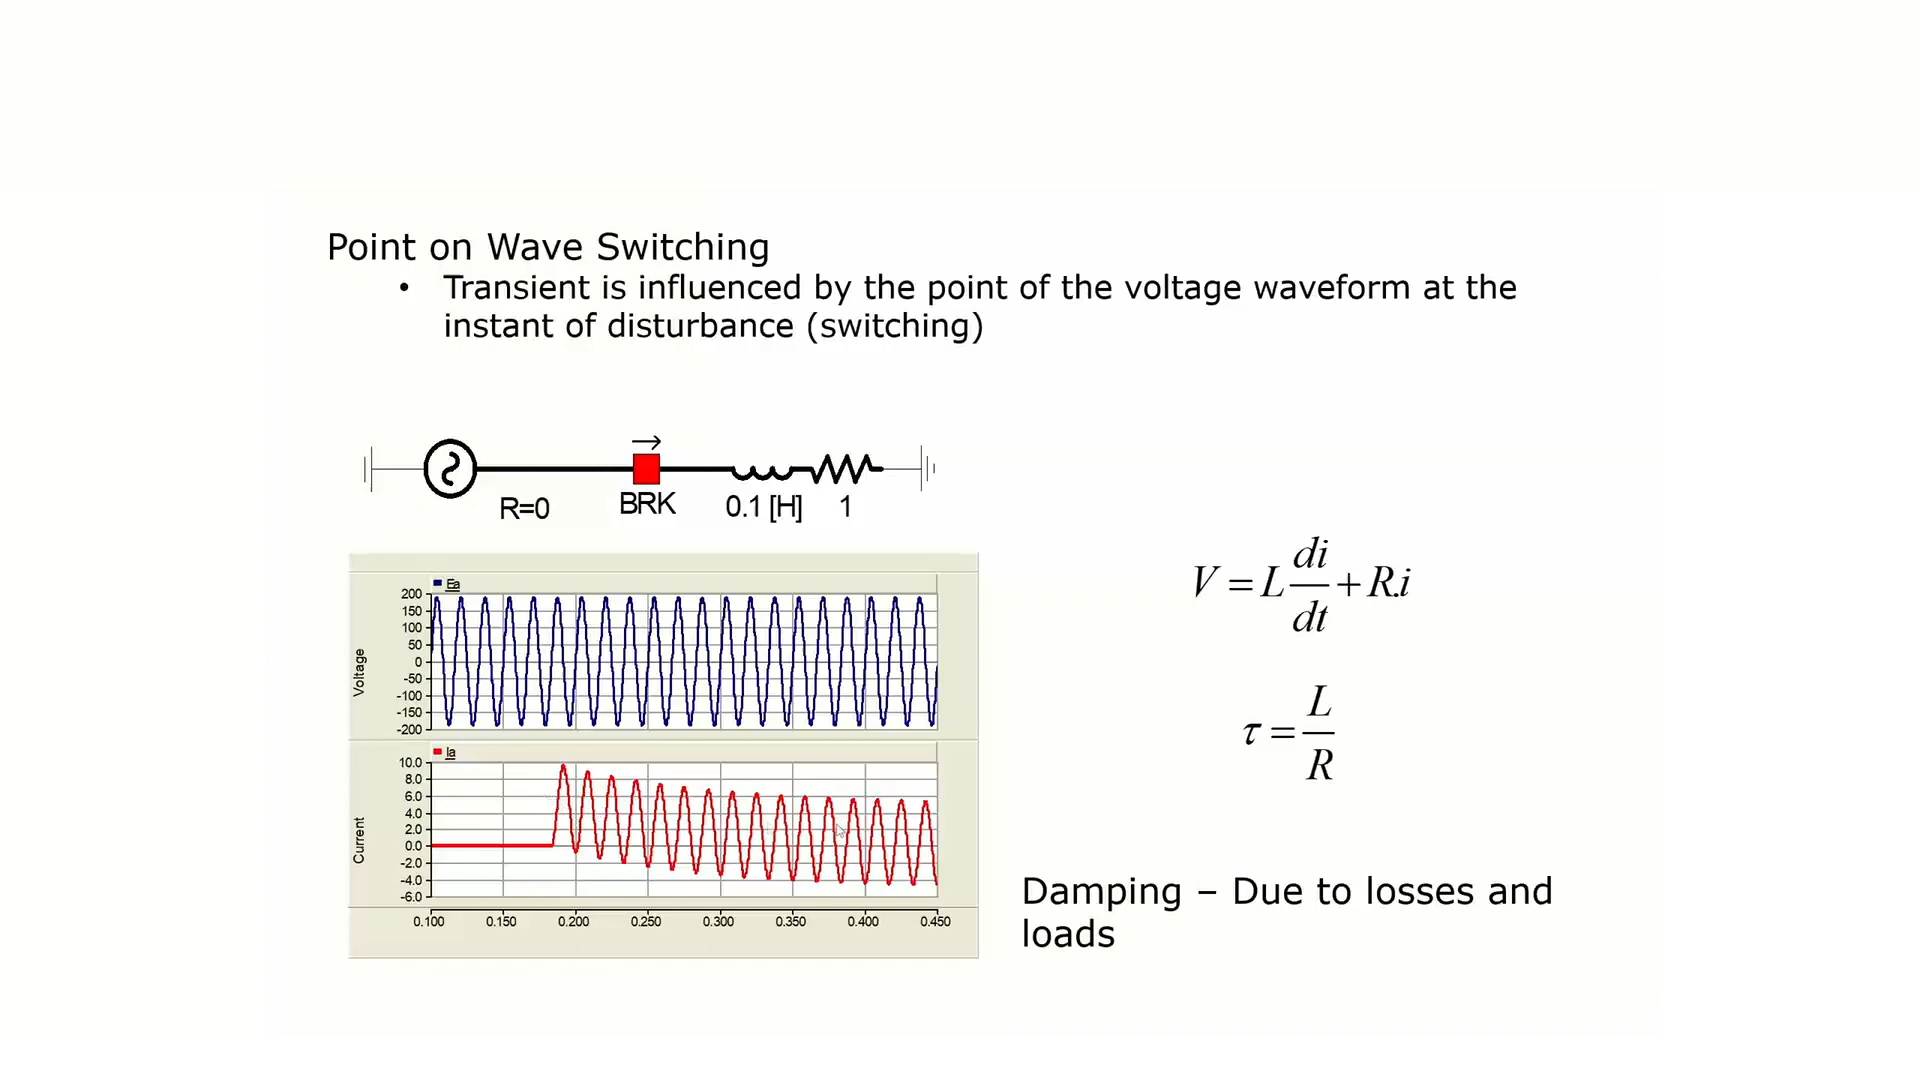 Point on Wave Switching
• Transient is influenced by the point of the voltage waveform at the
instant of disturbance (switching)
R=0
BRK
0.1 [H]
1
Ea
200
150
100
50
0
-50
-100
-150
-200
Voltage
Ia
10.0
8.0
6.0
4.0
2.0
0.0
-2.0
-4.0
-6.0
Current
0.100 0.150 0.200 0.250 0.300 0.350 0.400 0.450
V = L di/dt + R.i
τ = L/R
Damping – Due to losses and
loads